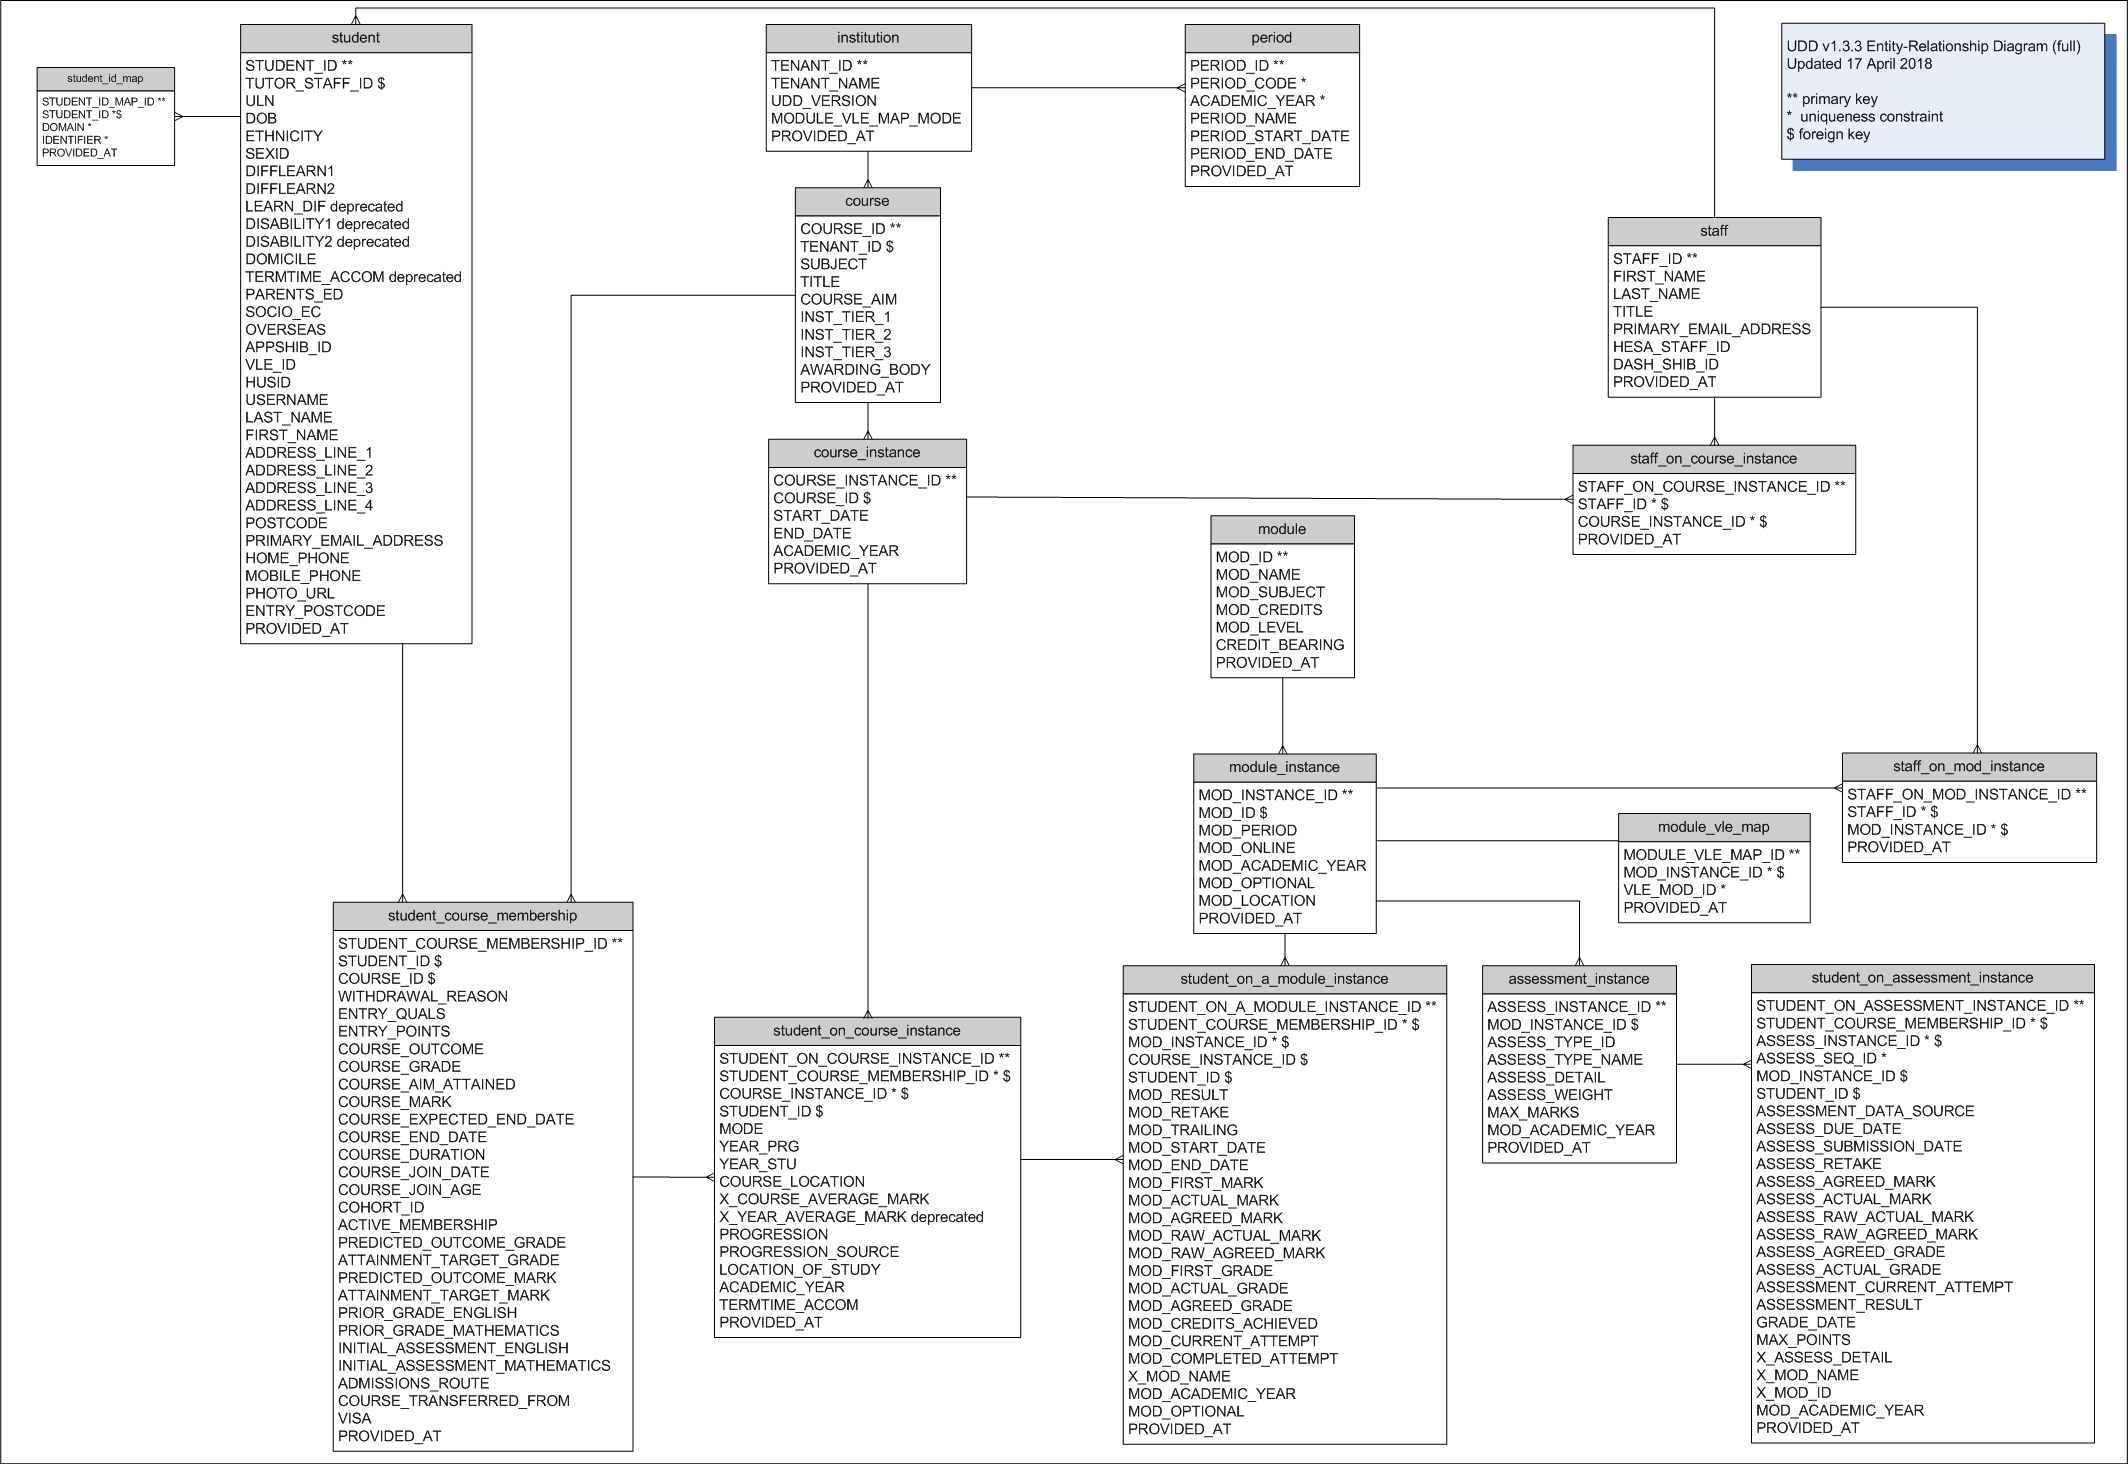 student
STUDENT_ID **
TUTOR_STAFF_ID $
ULN
DOB
ETHNICITY
SEXID
DIFFLEARN1
DIFFLEARN2
LEARN_DIF deprecated
DISABILITY1 deprecated
DISABILITY2 deprecated
DOMICILE
TERMTIME_ACCOM deprecated
PARENTS_ED
SOCIO_EC
OVERSEAS
APPSHIB_ID
VLE_ID
HUSID
USERNAME
LAST_NAME
FIRST_NAME
ADDRESS_LINE_1
ADDRESS_LINE_2
ADDRESS_LINE_3
ADDRESS_LINE_4
POSTCODE
PRIMARY_EMAIL_ADDRESS
HOME_PHONE
MOBILE_PHONE
PHOTO_URL
ENTRY_POSTCODE
PROVIDED_AT
student_id_map
STUDENT_ID_MAP_ID **
STUDENT_ID *$
DOMAIN *
IDENTIFIER *
PROVIDED_AT
institution
TENANT_ID **
TENANT_NAME
UDD_VERSION
MODULE_VLE_MAP_MODE
PROVIDED_AT
period
PERIOD_ID **
PERIOD_CODE *
ACADEMIC_YEAR *
PERIOD_NAME
PERIOD_START_DATE
PERIOD_END_DATE
PROVIDED_AT
UDD v1.3.3 Entity-Relationship Diagram (full)
Updated 17 April 2018
** primary key
* uniqueness constraint
$ foreign key
course
COURSE_ID **
TENANT_ID $
SUBJECT
TITLE
COURSE_AIM
INST_TIER_1
INST_TIER_2
INST_TIER_3
AWARDING_BODY
PROVIDED_AT
staff
STAFF_ID **
FIRST_NAME
LAST_NAME
TITLE
PRIMARY_EMAIL_ADDRESS
HESA_STAFF_ID
DASH_SHIB_ID
PROVIDED_AT
course_instance
COURSE_INSTANCE_ID **
COURSE_ID $
START_DATE
END_DATE
ACADEMIC_YEAR
PROVIDED_AT
staff_on_course_instance
STAFF_ON_COURSE_INSTANCE_ID **
STAFF_ID * $
COURSE_INSTANCE_ID * $
PROVIDED_AT
module
MOD_ID **
MOD_NAME
MOD_SUBJECT
MOD_CREDITS
MOD_LEVEL
CREDIT_BEARING
PROVIDED_AT
module_instance
MOD_INSTANCE_ID **
MOD_ID $
MOD_PERIOD
MOD_ONLINE
MOD_ACADEMIC_YEAR
MOD_OPTIONAL
MOD_LOCATION
PROVIDED_AT
staff_on_mod_instance
STAFF_ON_MOD_INSTANCE_ID **
STAFF_ID * $
MOD_INSTANCE_ID * $
PROVIDED_AT
module_vle_map
MODULE_VLE_MAP_ID **
MOD_INSTANCE_ID * $
VLE_MOD_ID *
PROVIDED_AT
student_course_membership
STUDENT_COURSE_MEMBERSHIP_ID **
STUDENT_ID $
COURSE_ID $
WITHDRAWAL_REASON
ENTRY_QUALS
ENTRY_POINTS
COURSE_OUTCOME
COURSE_GRADE
COURSE_AIM_ATTAINED
COURSE_MARK
COURSE_EXPECTED_END_DATE
COURSE_END_DATE
COURSE_DURATION
COURSE_JOIN_DATE
COURSE_JOIN_AGE
COHORT_ID
ACTIVE_MEMBERSHIP
PREDICTED_OUTCOME_GRADE
ATTAINMENT_TARGET_GRADE
PREDICTED_OUTCOME_MARK
ATTAINMENT_TARGET_MARK
PRIOR_GRADE_ENGLISH
PRIOR_GRADE_MATHEMATICS
INITIAL_ASSESSMENT_ENGLISH
INITIAL_ASSESSMENT_MATHEMATICS
ADMISSIONS_ROUTE
COURSE_TRANSFERRED_FROM
VISA
PROVIDED_AT
student_on_course_instance
STUDENT_ON_COURSE_INSTANCE_ID **
STUDENT_COURSE_MEMBERSHIP_ID * $
COURSE_INSTANCE_ID * $
STUDENT_ID $
MODE
YEAR_PRG
YEAR_STU
COURSE_LOCATION
X_COURSE_AVERAGE_MARK
X_YEAR_AVERAGE_MARK deprecated
PROGRESSION
PROGRESSION_SOURCE
LOCATION_OF_STUDY
ACADEMIC_YEAR
TERMTIME_ACCOM
PROVIDED_AT
student_on_a_module_instance
STUDENT_ON_A_MODULE_INSTANCE_ID **
STUDENT_COURSE_MEMBERSHIP_ID * $
MOD_INSTANCE_ID * $
COURSE_INSTANCE_ID $
STUDENT_ID $
MOD_RESULT
MOD_RETAKE
MOD_TRAILING
MOD_START_DATE
MOD_END_DATE
MOD_FIRST_MARK
MOD_ACTUAL_MARK
MOD_AGREED_MARK
MOD_RAW_ACTUAL_MARK
MOD_RAW_AGREED_MARK
MOD_FIRST_GRADE
MOD_ACTUAL_GRADE
MOD_AGREED_GRADE
MOD_CREDITS_ACHIEVED
MOD_CURRENT_ATTEMPT
MOD_COMPLETED_ATTEMPT
X_MOD_NAME
MOD_ACADEMIC_YEAR
MOD_OPTIONAL
PROVIDED_AT
assessment_instance
ASSESS_INSTANCE_ID **
MOD_INSTANCE_ID $
ASSESS_TYPE_ID
ASSESS_TYPE_NAME
ASSESS_DETAIL
ASSESS_WEIGHT
MAX_MARKS
MOD_ACADEMIC_YEAR
PROVIDED_AT
student_on_assessment_instance
STUDENT_ON_ASSESSMENT_INSTANCE_ID **
STUDENT_COURSE_MEMBERSHIP_ID * $
ASSESS_INSTANCE_ID * $
ASSESS_SEQ_ID *
MOD_INSTANCE_ID $
STUDENT_ID $
ASSESSMENT_DATA_SOURCE
ASSESS_DUE_DATE
ASSESS_SUBMISSION_DATE
ASSESS_RETAKE
ASSESS_AGREED_MARK
ASSESS_ACTUAL_MARK
ASSESS_RAW_ACTUAL_MARK
ASSESS_RAW_AGREED_MARK
ASSESS_AGREED_GRADE
ASSESS_ACTUAL_GRADE
ASSESSMENT_CURRENT_ATTEMPT
ASSESSMENT_RESULT
GRADE_DATE
MAX_POINTS
X_ASSESS_DETAIL
X_MOD_NAME
X_MOD_ID
MOD_ACADEMIC_YEAR
PROVIDED_AT